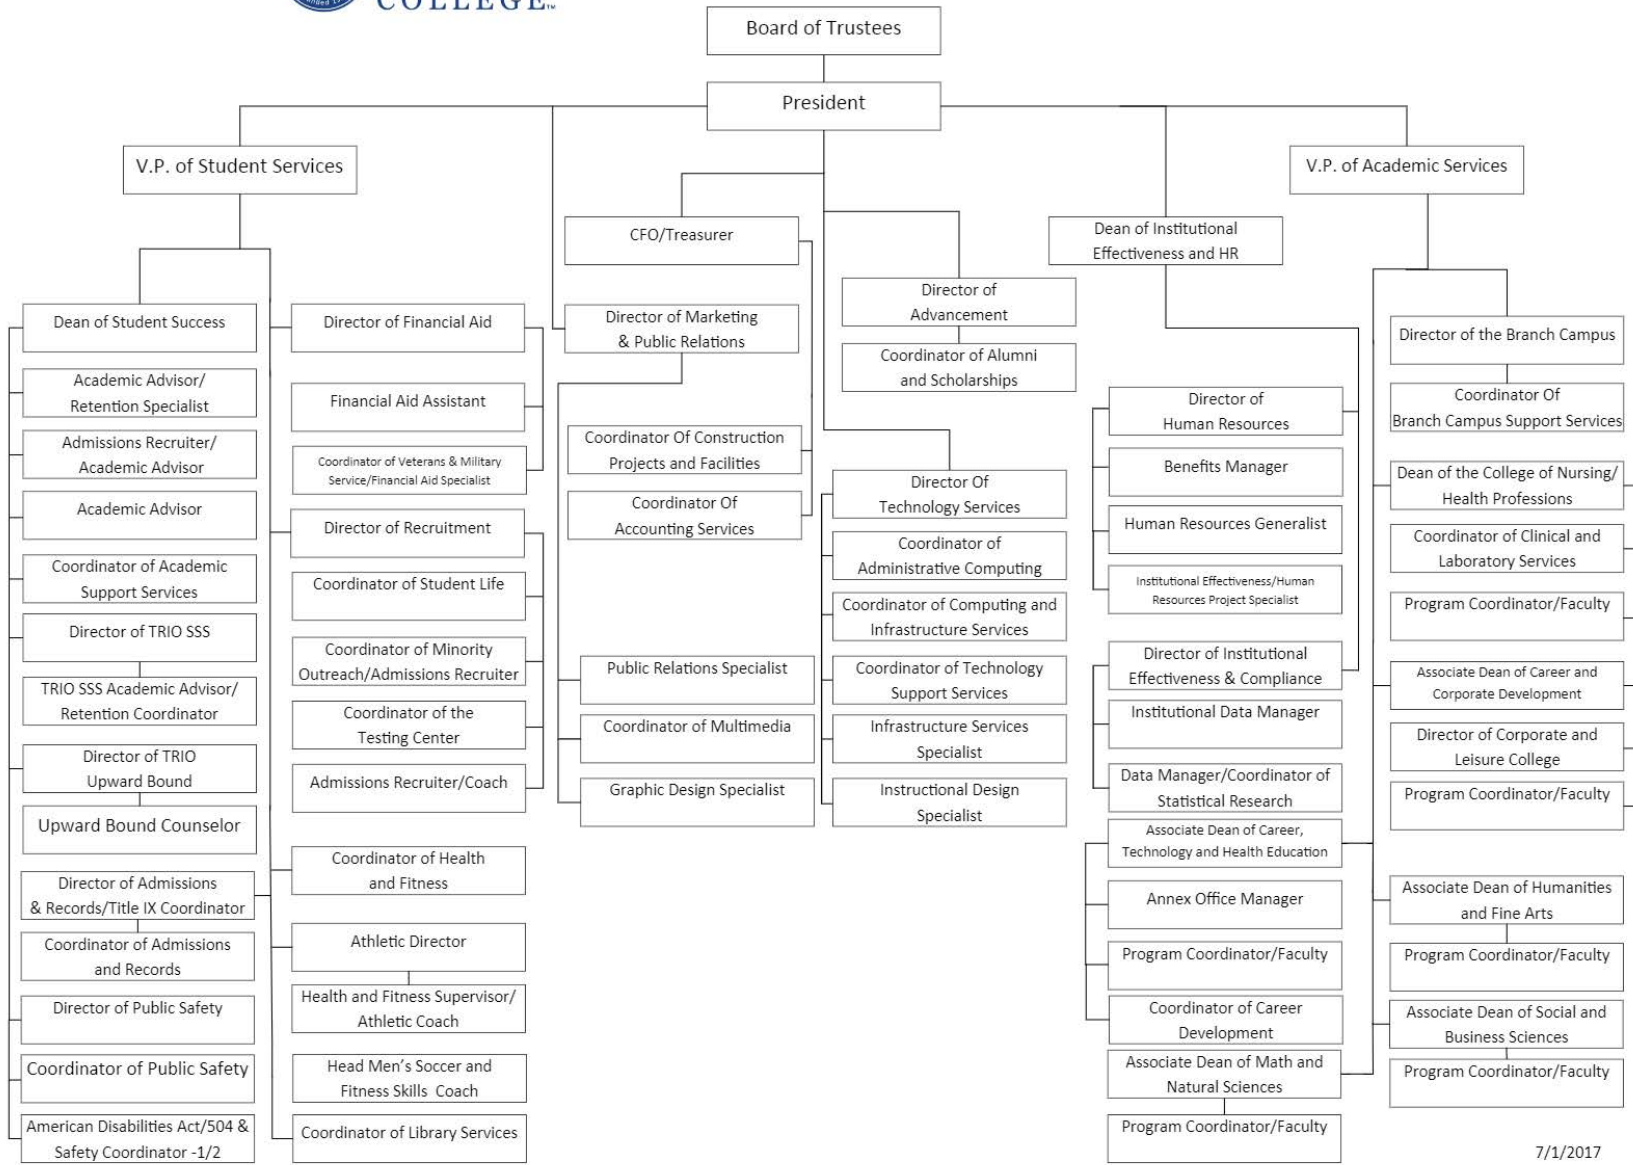 COLLEGE™
Board of Trustees
President
V.P. of Student Services
V.P. of Academic Services
CFO/Treasurer
Dean of Institutional
Effectiveness and HR
Director of
Advancement
Coordinator of Alumni
and Scholarships
Dean of Student Success
Academic Advisor/
Retention Specialist
Admissions Recruiter/
Academic Advisor
Academic Advisor
Coordinator of Academic
Support Services
Director of TRIO SSS
TRIO SSS Academic Advisor/
Retention Coordinator
Director of TRIO
Upward Bound
Upward Bound Counselor
Director of Admissions
& Records/Title IX Coordinator
Coordinator of Admissions
and Records
Director of Public Safety
Coordinator of Public Safety
American Disabilities Act/504 &
Safety Coordinator -1/2
Director of Financial Aid
Financial Aid Assistant
Coordinator of Veterans & Military
Service/Financial Aid Specialist
Director of Recruitment
Coordinator of Student Life
Coordinator of Minority
Outreach/Admissions Recruiter
Coordinator of the
Testing Center
Admissions Recruiter/Coach
Coordinator of Health
and Fitness
Athletic Director
Health and Fitness Supervisor/
Athletic Coach
Head Men's Soccer and
Fitness Skills Coach
Coordinator of Library Services
Director of Marketing
& Public Relations
Coordinator Of Construction
Projects and Facilities
Coordinator Of
Accounting Services
Public Relations Specialist
Coordinator of Multimedia
Graphic Design Specialist
Director Of
Technology Services
Coordinator of
Administrative Computing
Coordinator of Computing and
Infrastructure Services
Coordinator of Technology
Support Services
Infrastructure Services
Specialist
Instructional Design
Specialist
Director of
Human Resources
Benefits Manager
Human Resources Generalist
Institutional Effectiveness/Human
Resources Project Specialist
Director of Institutional
Effectiveness & Compliance
Institutional Data Manager
Data Manager/Coordinator of
Statistical Research
Associate Dean of Career,
Technology and Health Education
Annex Office Manager
Program Coordinator/Faculty
Coordinator of Career
Development
Associate Dean of Math and
Natural Sciences
Program Coordinator/Faculty
Director of the Branch Campus
Coordinator Of
Branch Campus Support Services
Dean of the College of Nursing/
Health Professions
Coordinator of Clinical and
Laboratory Services
Program Coordinator/Faculty
Associate Dean of Career and
Corporate Development
Director of Corporate and
Leisure College
Program Coordinator/Faculty
Associate Dean of Humanities
and Fine Arts
Program Coordinator/Faculty
Associate Dean of Social and
Business Sciences
Program Coordinator/Faculty
7/1/2017